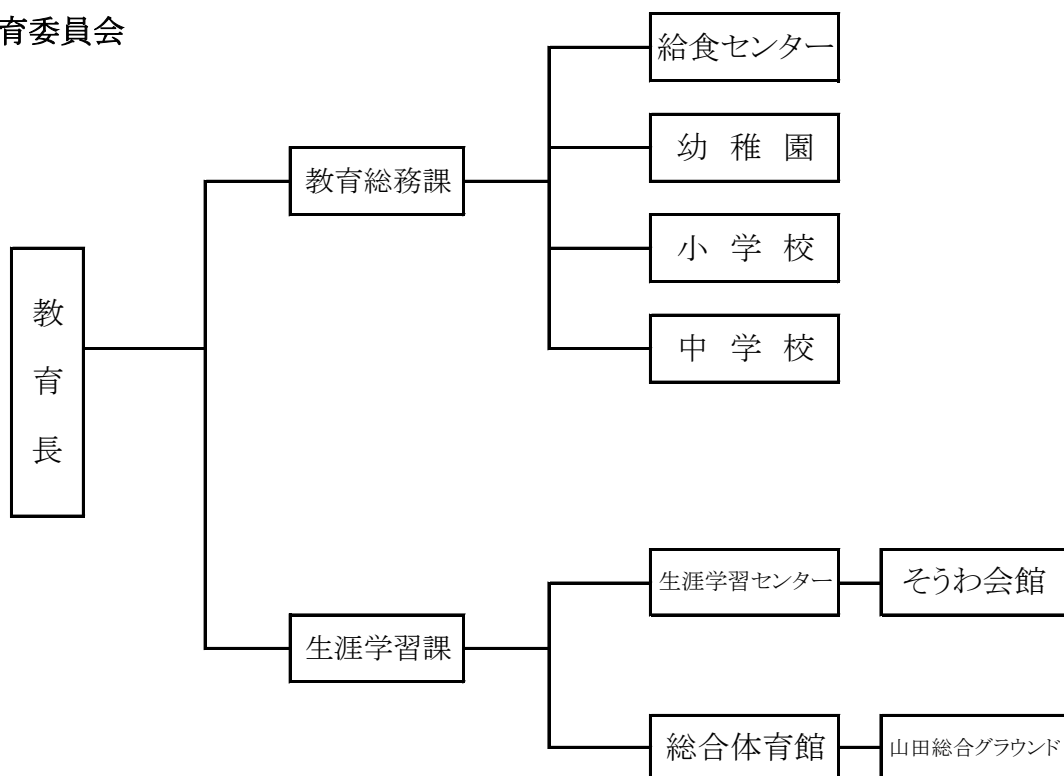 育委員会
給食センター
幼稚園
教育総務課
小学校
教育長
中学校
生涯学習センター
そうわ会館
生涯学習課
総合体育館
山田総合グラウンド